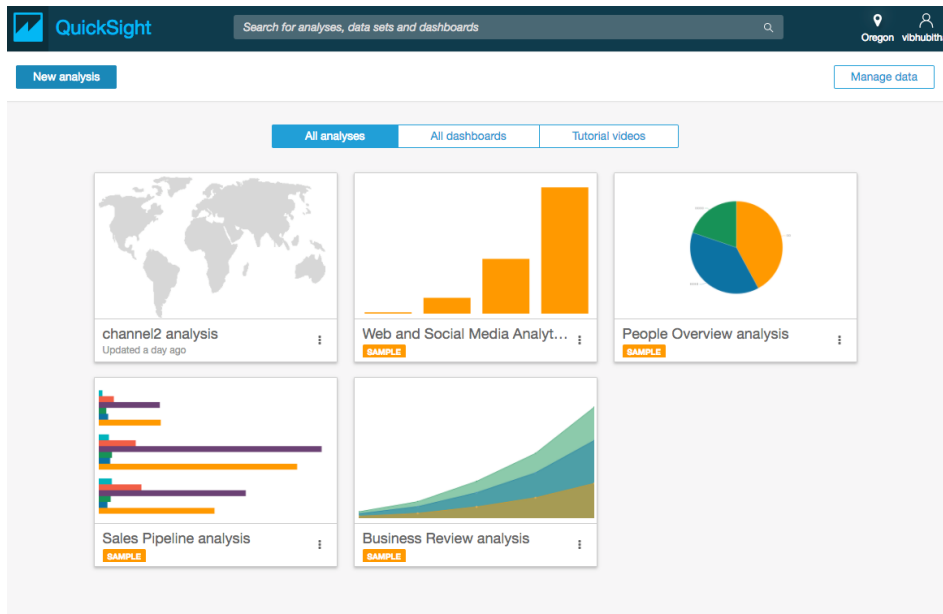 QuickSight
Search for analyses, data sets and dashboards
Oregon
vibhubith
New analysis
Manage data
All analyses
All dashboards
Tutorial videos
channel2 analysis
Updated a day ago
Web and Social Media Analyt...
SAMPLE
People Overview analysis
SAMPLE
Sales Pipeline analysis
SAMPLE
Business Review analysis
SAMPLE